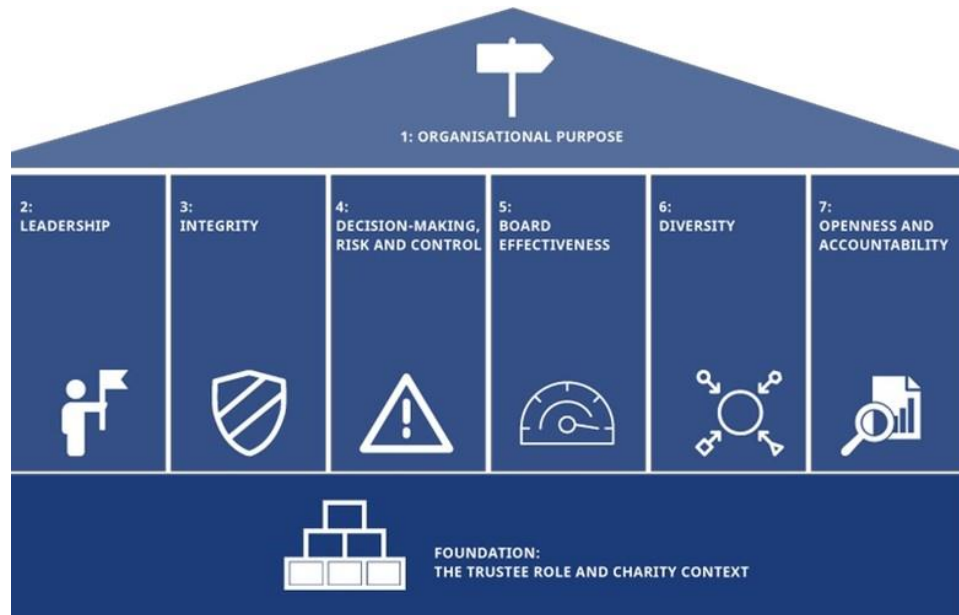 1: ORGANISATIONAL PURPOSE
2:
LEADERSHIP
3:
INTEGRITY
4:
DECISION-MAKING,
RISK AND CONTROL
5:
BOARD
EFFECTIVENESS
6:
DIVERSITY
7:
OPENNESS AND
ACCOUNTABILITY
FOUNDATION:
THE TRUSTEE ROLE AND CHARITY CONTEXT